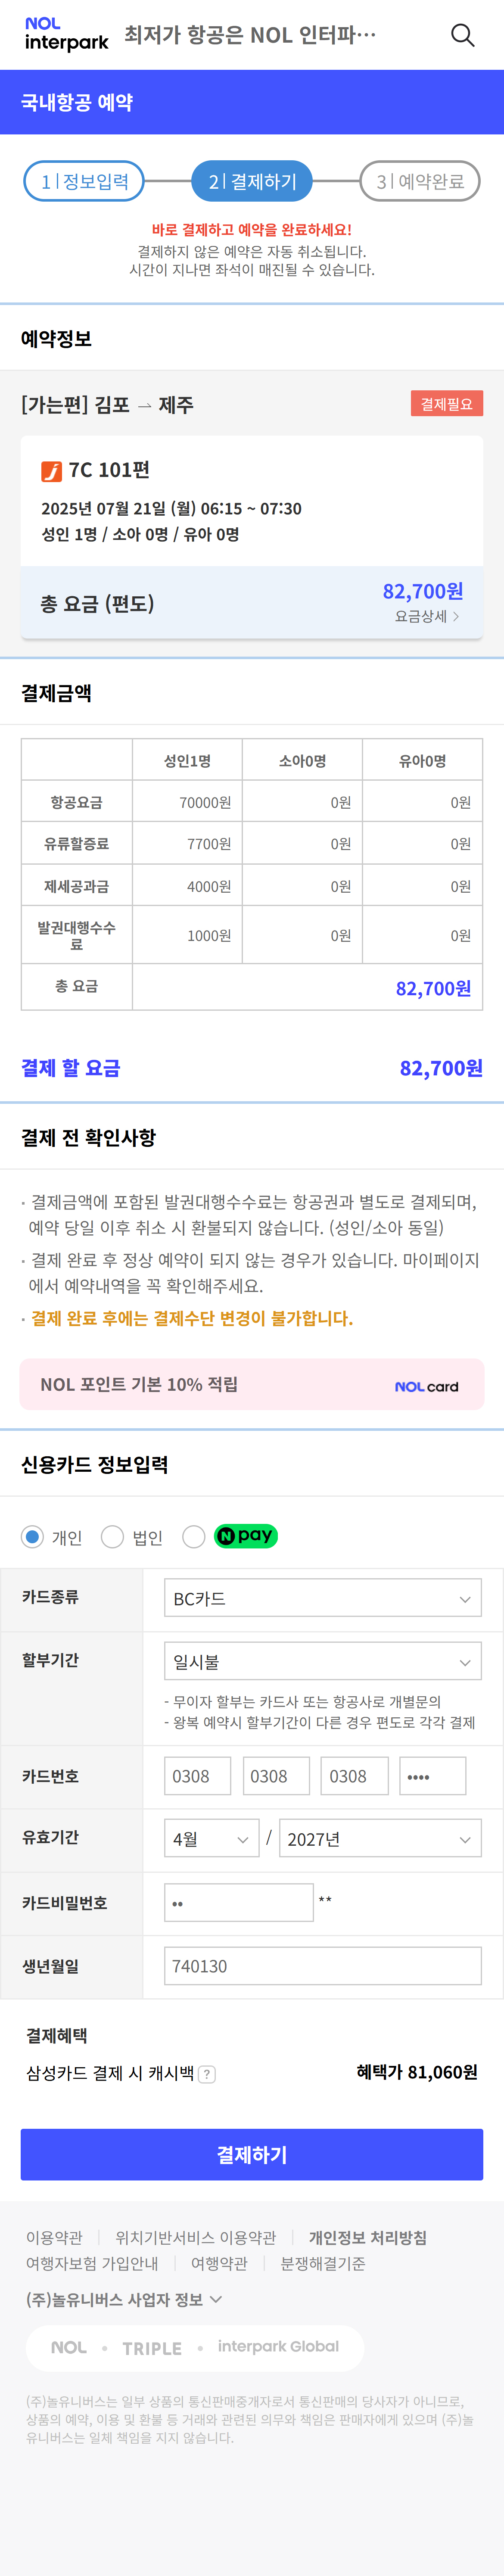 NOL
interpark 최저가 항공은 NOL 인터파…
국내항공 예약
1 | 정보입력 2 | 결제하기 3 | 예약완료
바로 결제하고 예약을 완료하세요!
결제하지 않은 예약은 자동 취소됩니다.
시간이 지나면 좌석이 매진될 수 있습니다.
예약정보
[가는편] 김포 → 제주 결제필요
7C 101편
2025년 07월 21일 (월) 06:15 ~ 07:30
성인 1명 / 소아 0명 / 유아 0명
총 요금 (편도) 82,700원
요금상세 >
결제금액
성인1명 소아0명 유아0명
항공요금 70000원 0원 0원
유류할증료 7700원 0원 0원
제세공과금 4000원 0원 0원
발권대행수수
료 1000원 0원 0원
총 요금 82,700원
결제 할 요금 82,700원
결제 전 확인사항
· 결제금액에 포함된 발권대행수수료는 항공권과 별도로 결제되며,
예약 당일 이후 취소 시 환불되지 않습니다. (성인/소아 동일)
· 결제 완료 후 정상 예약이 되지 않는 경우가 있습니다. 마이페이지
에서 예약내역을 꼭 확인해주세요.
· 결제 완료 후에는 결제수단 변경이 불가합니다.
NOL 포인트 기본 10% 적립 NOL card
신용카드 정보입력
개인 법인 N pay
카드종류 BC카드
할부기간 일시불
- 무이자 할부는 카드사 또는 항공사로 개별문의
- 왕복 예약시 할부기간이 다른 경우 편도로 각각 결제
카드번호 0308 0308 0308 ••••
유효기간 4월 / 2027년
카드비밀번호 •• **
생년월일 740130
결제혜택
삼성카드 결제 시 캐시백 ? 혜택가 81,060원
결제하기
이용약관 | 위치기반서비스 이용약관 | 개인정보 처리방침
여행자보험 가입안내 | 여행약관 | 분쟁해결기준
(주)놀유니버스 사업자 정보
NOL • TRIPLE • interpark Global
(주)놀유니버스는 일부 상품의 통신판매중개자로서 통신판매의 당사자가 아니므로,
상품의 예약, 이용 및 환불 등 거래와 관련된 의무와 책임은 판매자에게 있으며 (주)놀
유니버스는 일체 책임을 지지 않습니다.